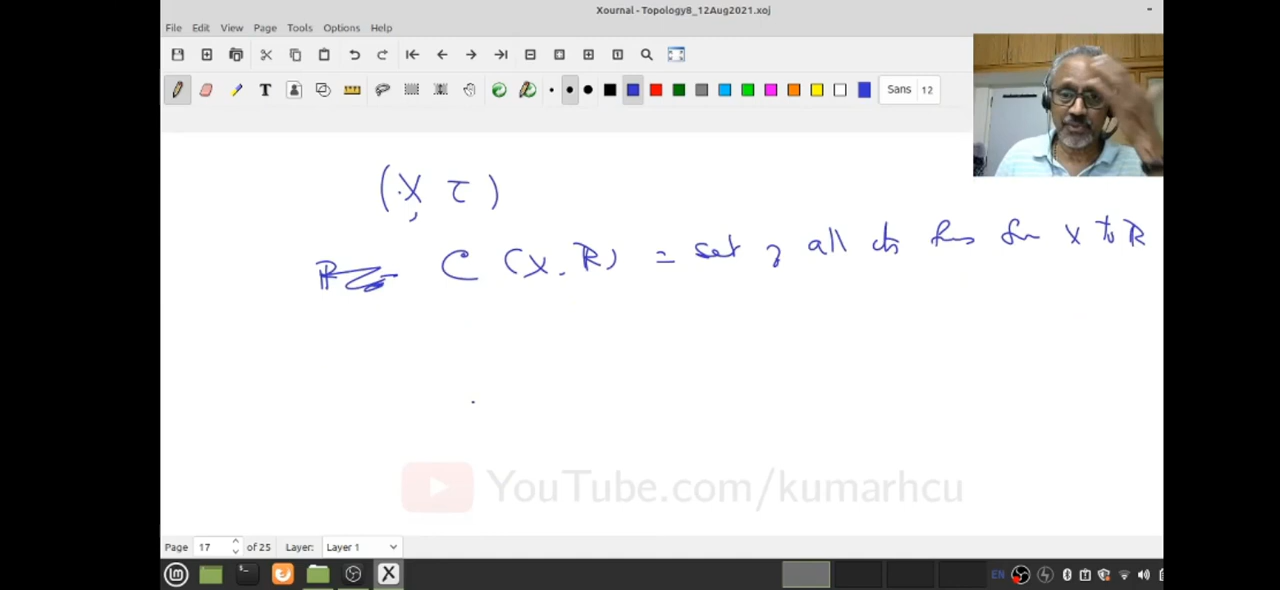 Xournal - Topology8_12Aug2021.xoj
File Edit View Page Tools Options Help
Sans 12
(X, τ)
C (X, ℝ) = set of all cts fns from X to ℝ
YouTube.com/kumarhcu
Page 17 of 25 Layer: Layer 1
EN